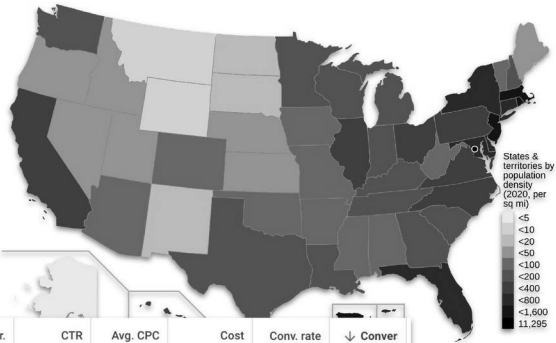 States &
territories by
population
density
(2020, per
sq mi)
<5
<10
<20
<50
<100
<200
<400
<800
<1,600
11,295
r.
CTR
Avg. CPC
Cost
Conv. rate
↓ Conver